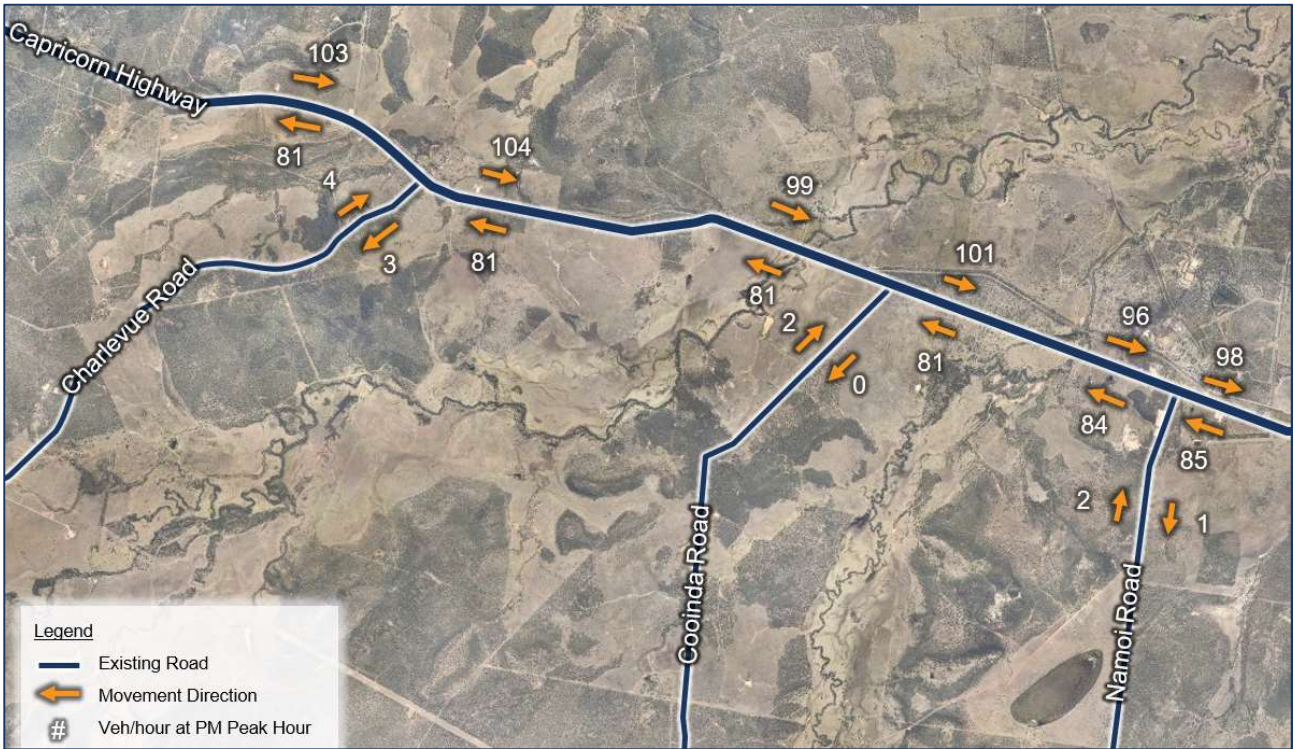 Capricorn Highway
103
81
104
4
3
81
99
81
101
2
0
81
96
98
84
85
2
1
Charlevue Road
Cooinda Road
Namoi Road
Legend
Existing Road
Movement Direction
# Veh/hour at PM Peak Hour